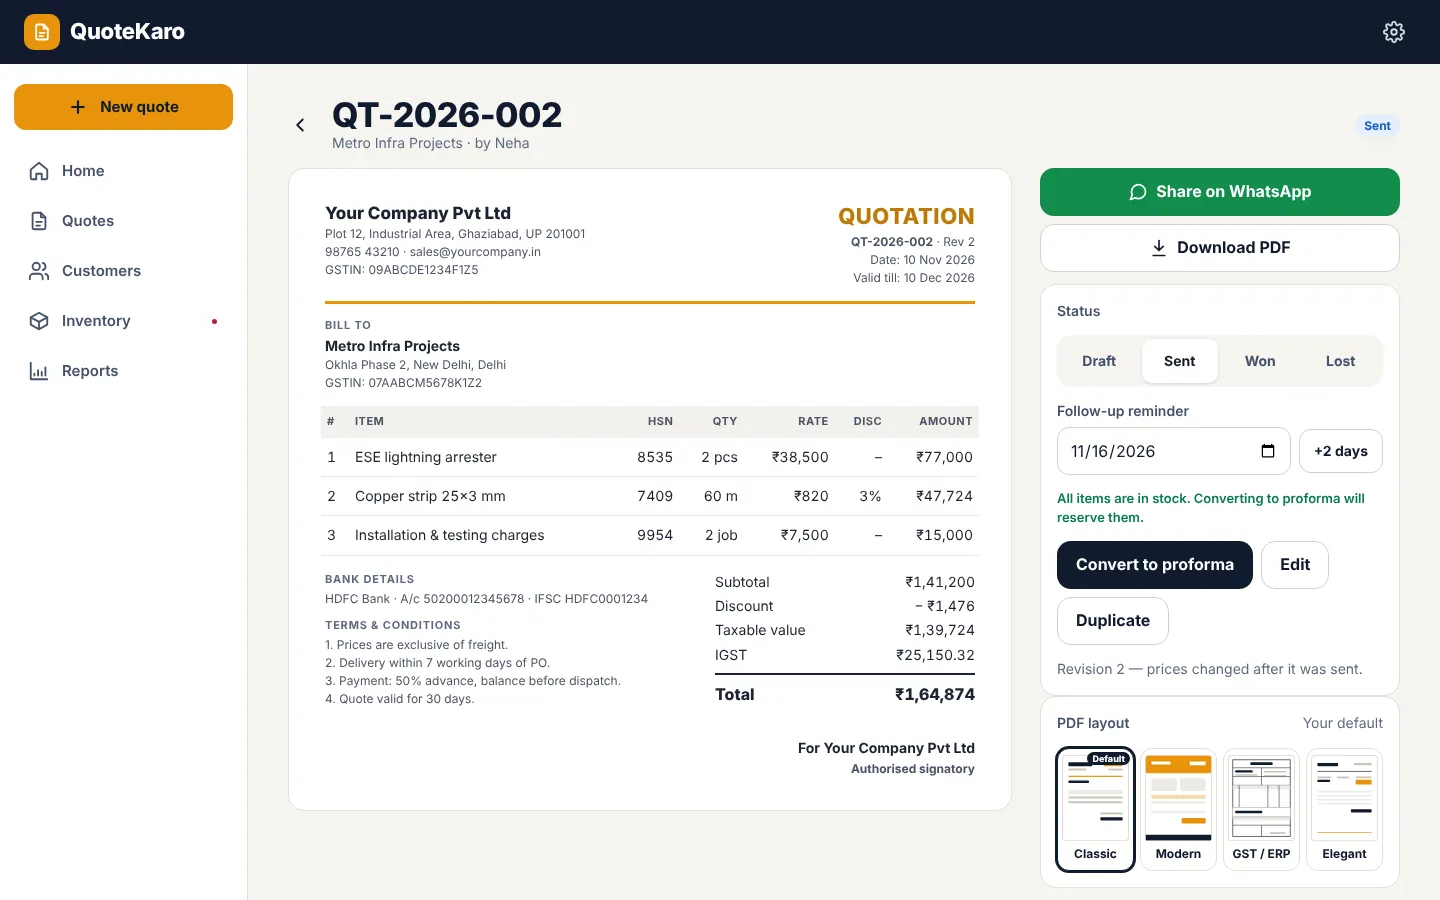 QuoteKaro
New quote
Home
Quotes
Customers
Inventory
Reports
QT-2026-002
Metro Infra Projects · by Neha
Sent
Your Company Pvt Ltd
Plot 12, Industrial Area, Ghaziabad, UP 201001
98765 43210 · sales@yourcompany.in
GSTIN: 09ABCDE1234F1Z5
QUOTATION
QT-2026-002 · Rev 2
Date: 10 Nov 2026
Valid till: 10 Dec 2026
BILL TO
Metro Infra Projects
Okhla Phase 2, New Delhi, Delhi
GSTIN: 07AABCM5678K1Z2
# ITEM HSN QTY RATE DISC AMOUNT
1 ESE lightning arrester 8535 2 pcs ₹38,500 – ₹77,000
2 Copper strip 25×3 mm 7409 60 m ₹820 3% ₹47,724
3 Installation & testing charges 9954 2 job ₹7,500 – ₹15,000
BANK DETAILS
HDFC Bank · A/c 50200012345678 · IFSC HDFC0001234
TERMS & CONDITIONS
1. Prices are exclusive of freight.
2. Delivery within 7 working days of PO.
3. Payment: 50% advance, balance before dispatch.
4. Quote valid for 30 days.
Subtotal ₹1,41,200
Discount – ₹1,476
Taxable value ₹1,39,724
IGST ₹25,150.32
Total ₹1,64,874
For Your Company Pvt Ltd
Authorised signatory
Share on WhatsApp
Download PDF
Status
Draft Sent Won Lost
Follow-up reminder
11/16/2026 +2 days
All items are in stock. Converting to proforma will
reserve them.
Convert to proforma Edit
Duplicate
Revision 2 — prices changed after it was sent.
PDF layout Your default
Default
Classic Modern GST / ERP Elegant